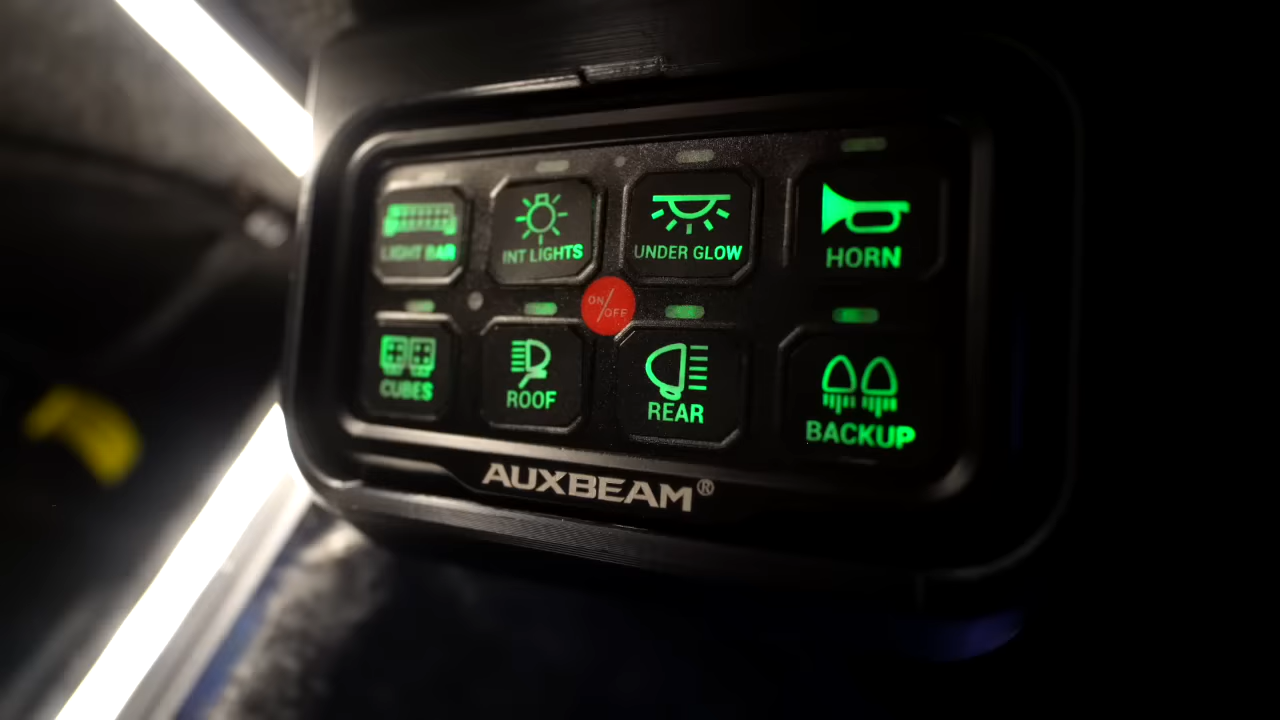 LIGHT BAR
INT LIGHTS
UNDER GLOW
HORN
ON/OFF
CUBES
ROOF
REAR
BACKUP
AUXBEAM®